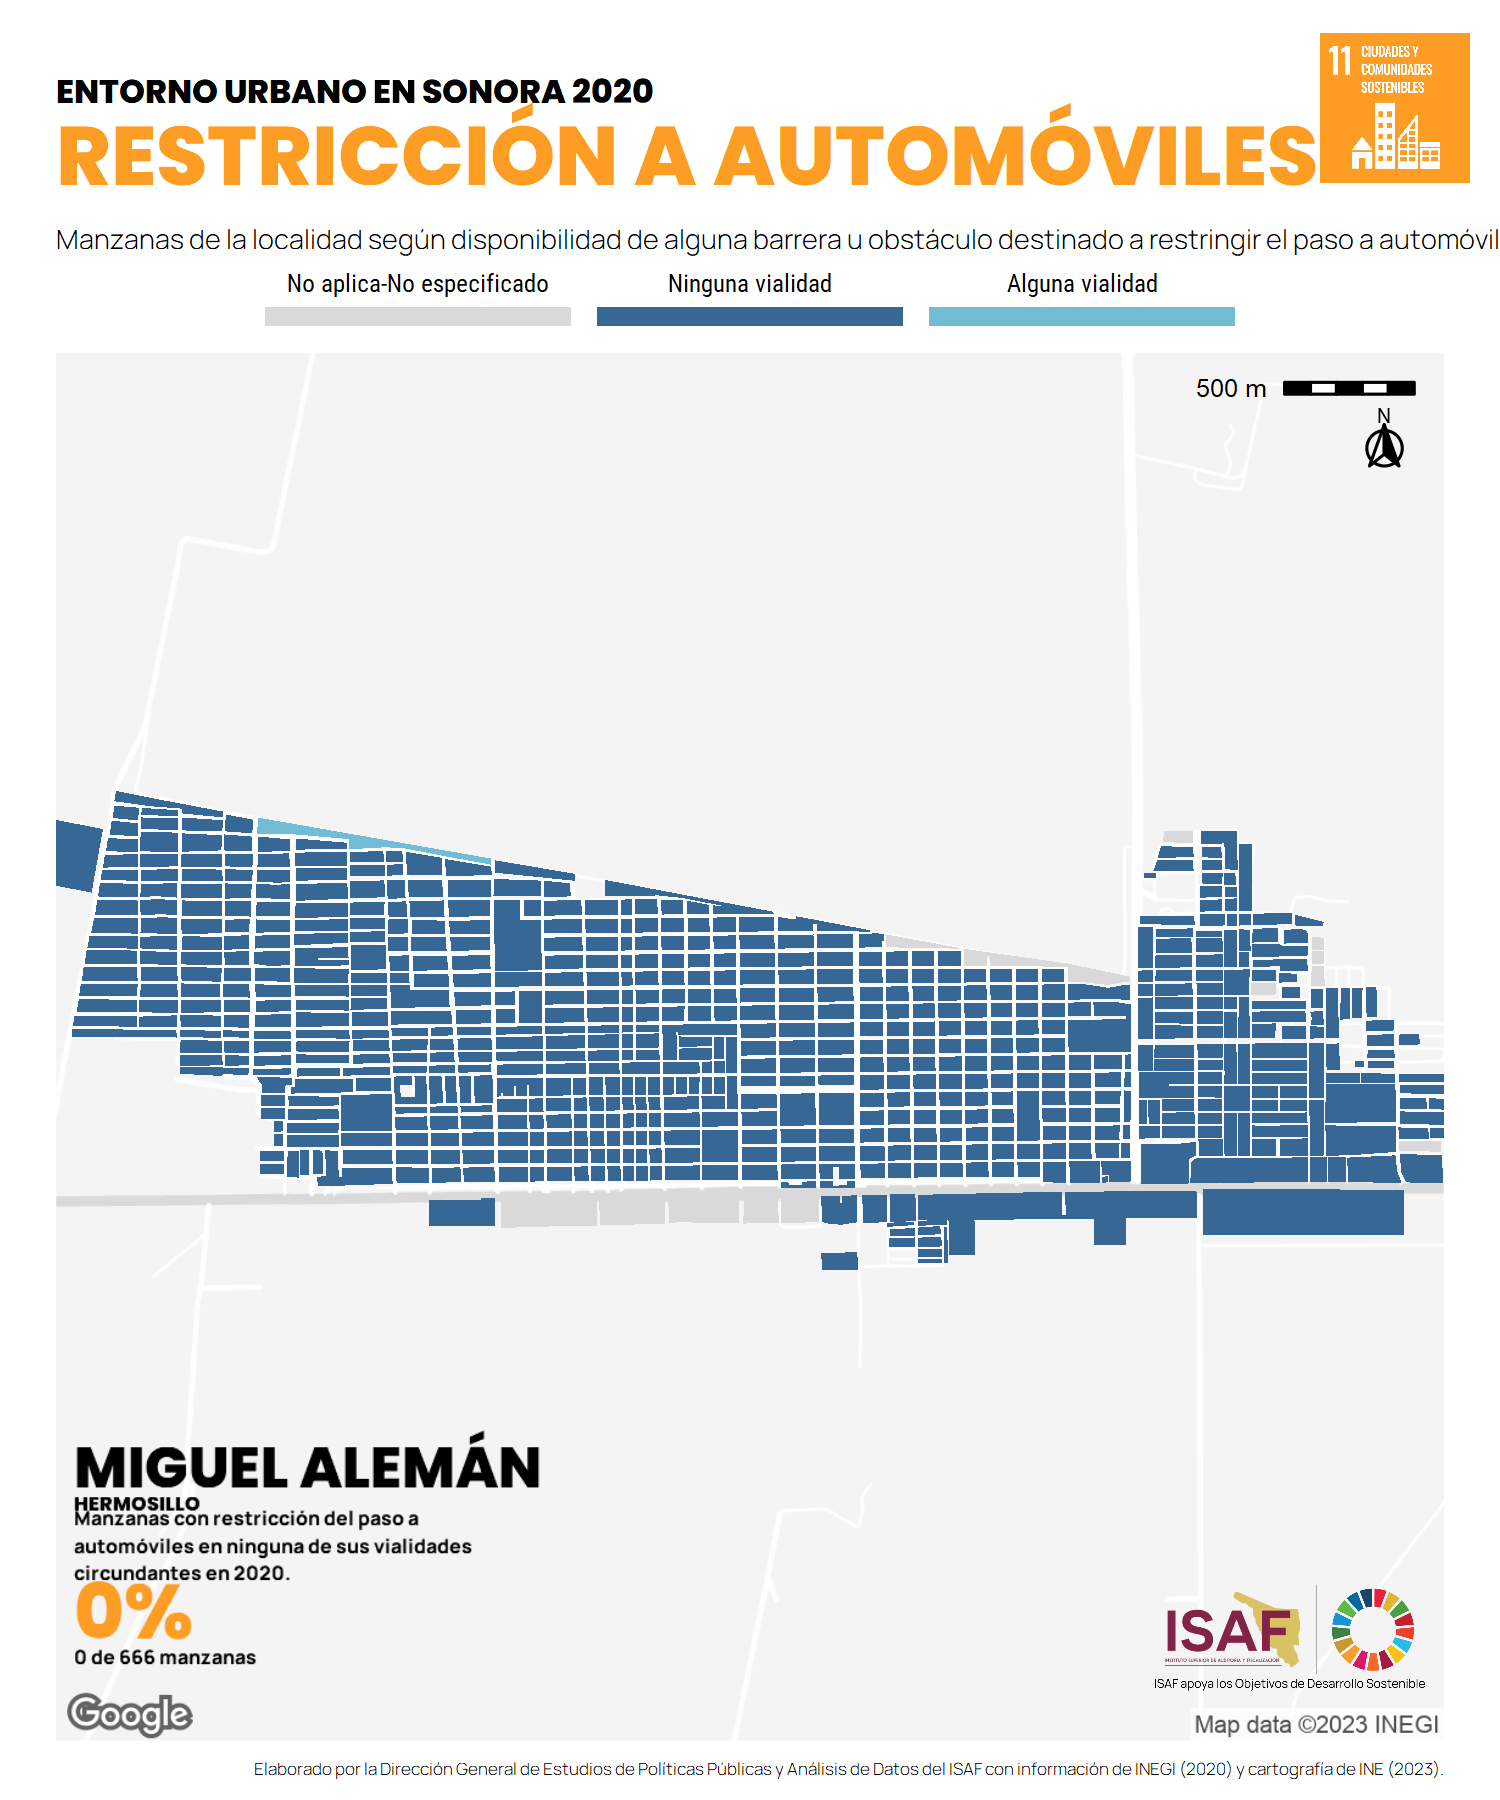 ENTORNO URBANO EN SONORA 2020
RESTRICCIÓN A AUTOMÓVILES
11 CIUDADES Y
COMUNIDADES
SOSTENIBLES
Manzanas de la localidad según disponibilidad de alguna barrera u obstáculo destinado a restringir el paso a automóvil
No aplica-No especificado
Ninguna vialidad
Alguna vialidad
500 m
N
MIGUEL ALEMÁN
HERMOSILLO
Manzanas con restricción del paso a
automóviles en ninguna de sus vialidades
circundantes en 2020.
0%
0 de 666 manzanas
ISAF
INSTITUTO SUPERIOR DE AUDITORÍA Y FISCALIZACIÓN
ISAF apoya los Objetivos de Desarrollo Sostenible
Google
Map data ©2023 INEGI
Elaborado por la Dirección General de Estudios de Políticas Públicas y Análisis de Datos del ISAF con información de INEGI (2020) y cartografía de INE (2023).